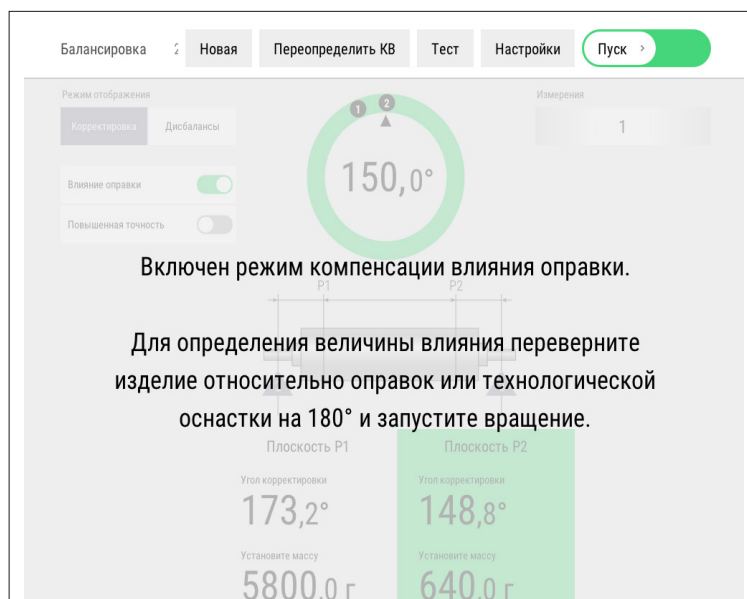 Балансировка 2 Новая Переопределить КВ Тест Настройки Пуск >
Режим отображения
Измерения
Корректировка Дисбалансы
1 2
1
150,0°
Влияние оправки
Повышенная точность
Включен режим компенсации влияния оправки.
P1 P2
Для определения величины влияния переверните
изделие относительно оправок или технологической
оснастки на 180° и запустите вращение.
Плоскость P1 Плоскость P2
Угол корректировки Угол корректировки
173,2° 148,8°
Установите массу Установите массу
5800,0 г 640,0 г